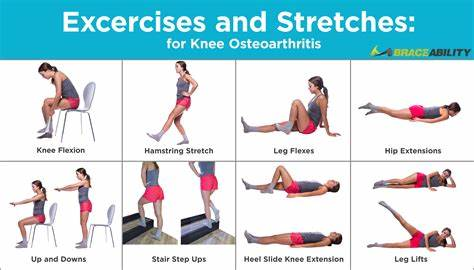 Excercises and Stretches:
for Knee Osteoarthritis
BRACEABILITY
Knee Flexion
Hamstring Stretch
Leg Flexes
Hip Extensions
Up and Downs
Stair Step Ups
Heel Slide Knee Extension
Leg Lifts